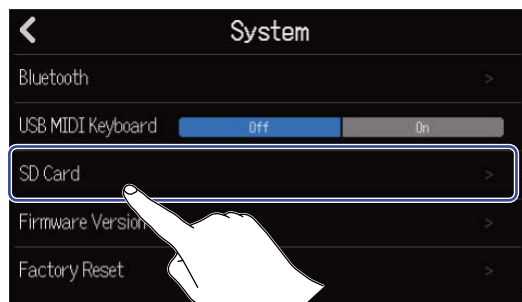 System
Bluetooth
USB MIDI Keyboard Off On
SD Card
Firmware Version
Factory Reset